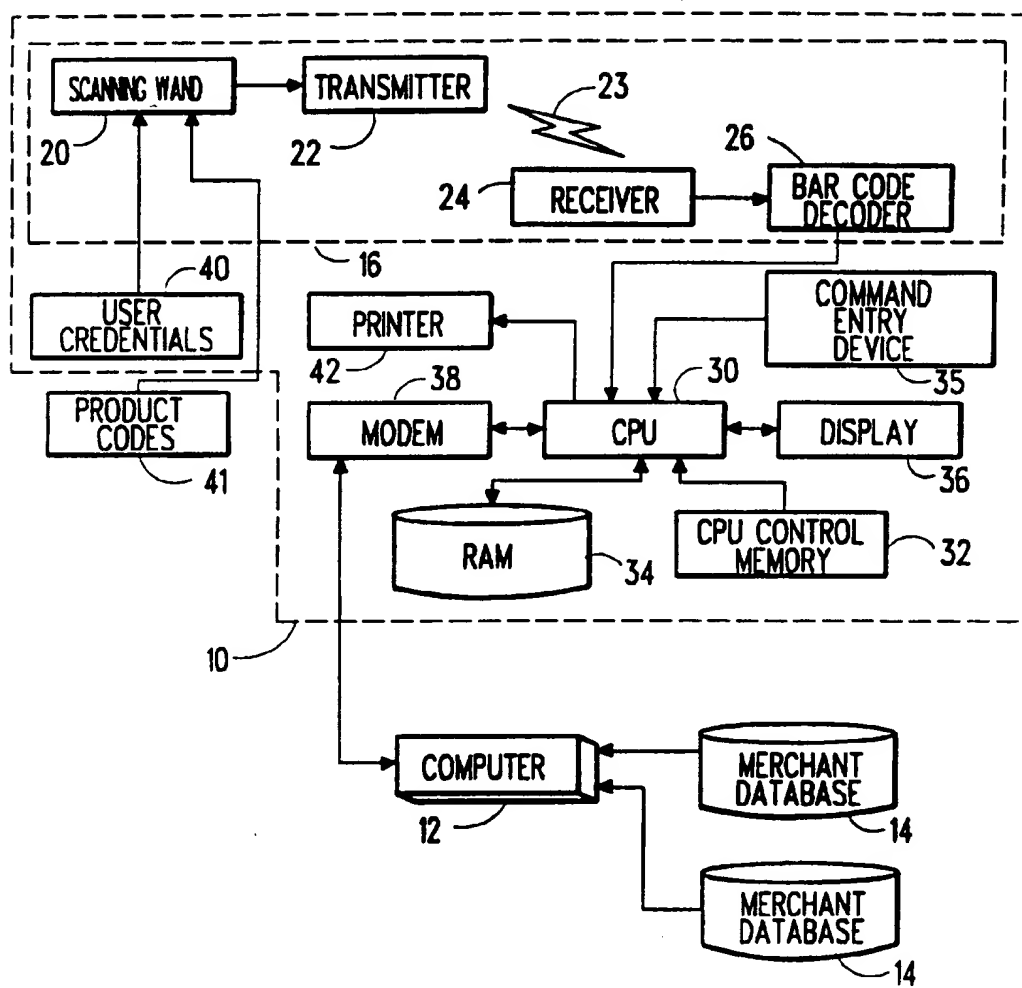 SCANNING WAND
20
TRANSMITTER
22
23
24
RECEIVER
26
BAR CODE
DECODER
16
40
USER
CREDENTIALS
PRODUCT
CODES
41
PRINTER
42
COMMAND
ENTRY
DEVICE
35
38
MODEM
30
CPU
DISPLAY
36
RAM
34
CPU CONTROL
MEMORY
32
10
COMPUTER
12
MERCHANT
DATABASE
14
MERCHANT
DATABASE
14